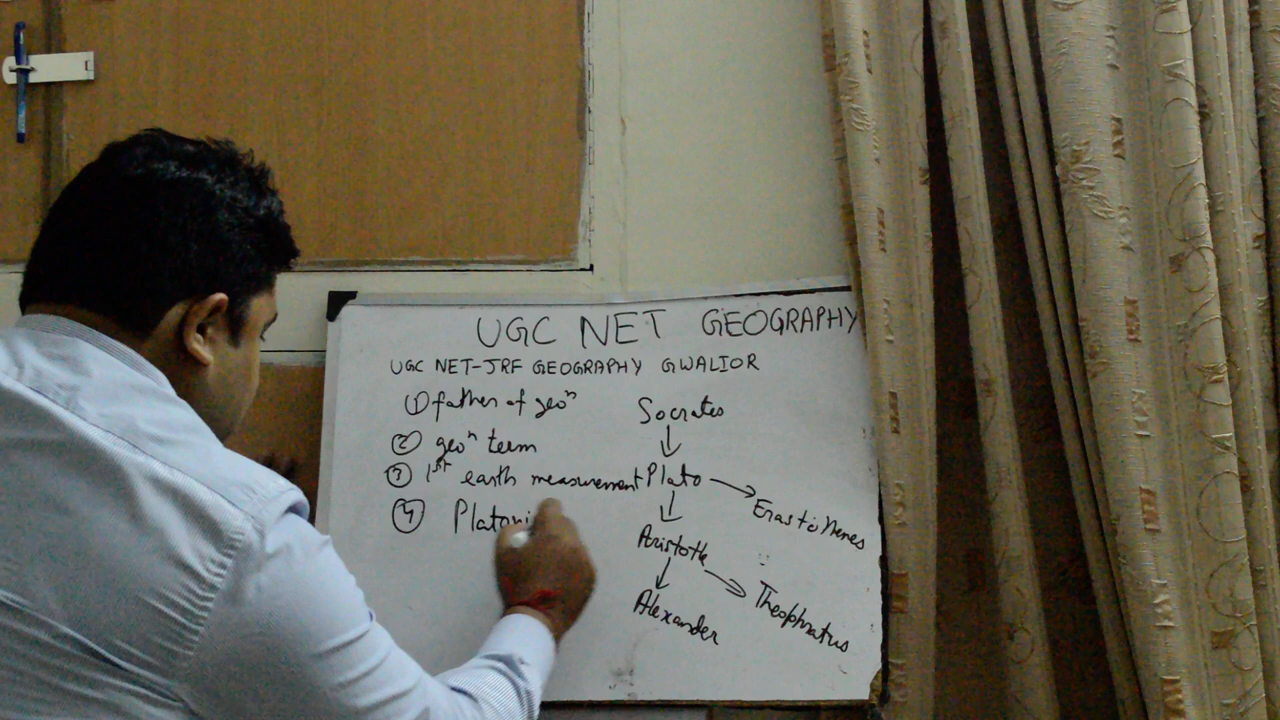 UGC NET GEOGRAPHY
UGC NET-JRF GEOGRAPHY GWALIOR
① father of geoⁿ
② geoⁿ term
③ 1st earth measurement
④ Platoni
Socrates
Plato
Erastothenes
Aristotle
Alexander
Theophratus